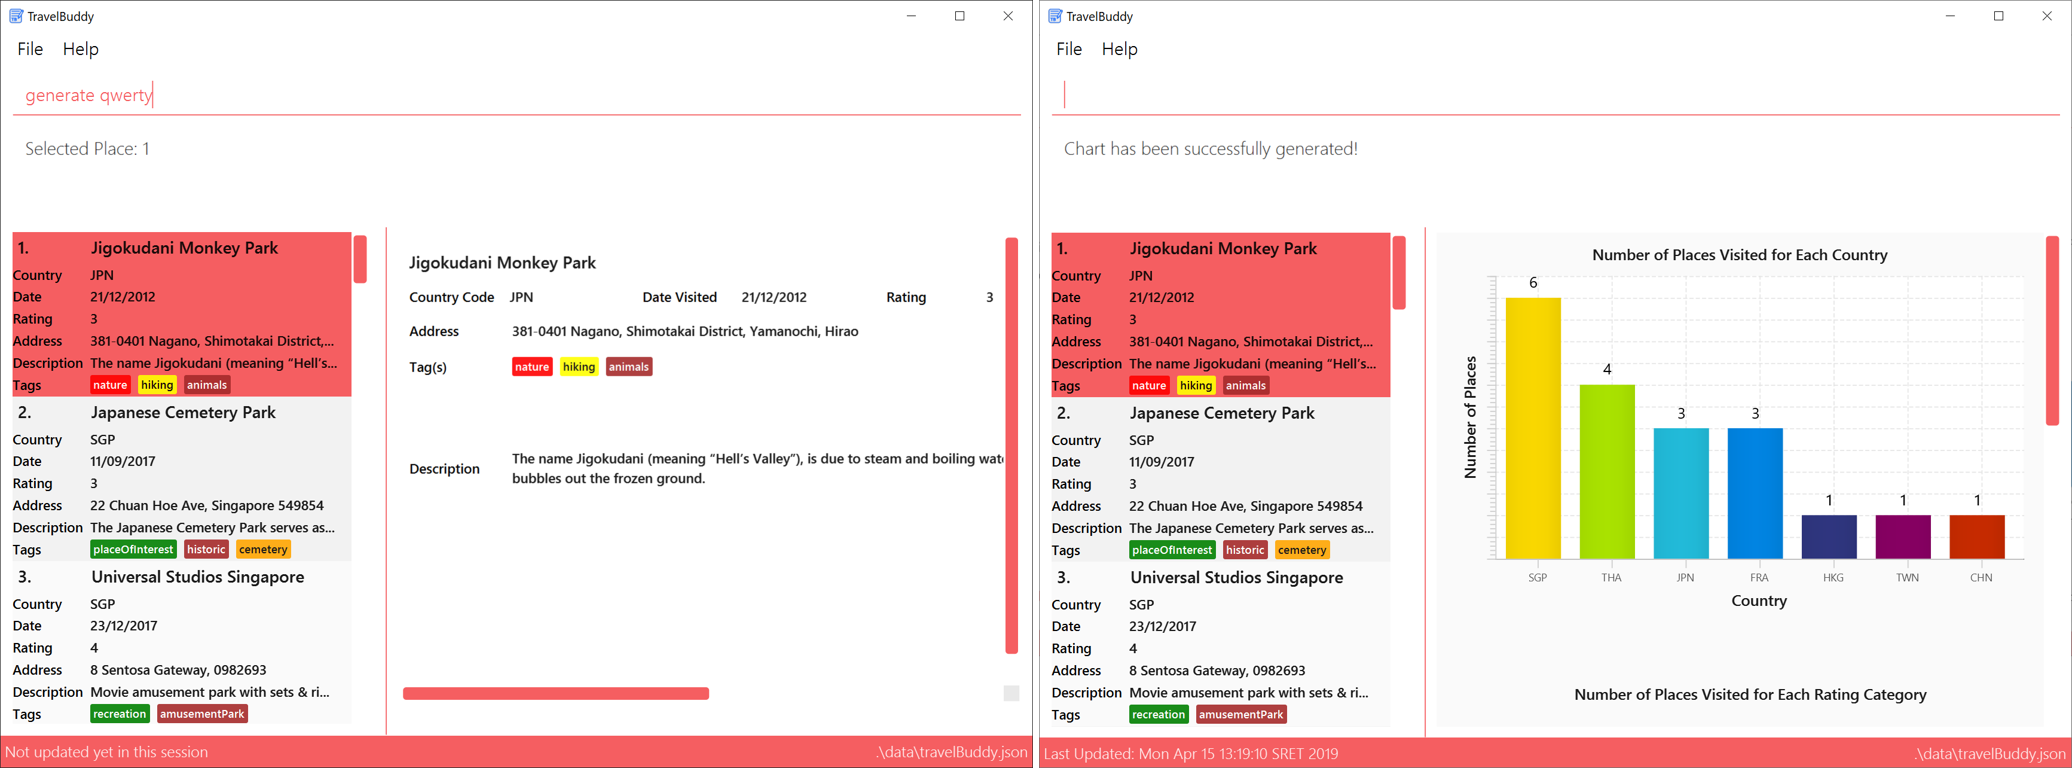 TravelBuddy
File Help
generate qwerty
Selected Place: 1
1. Jigokudani Monkey Park
Country JPN
Date 21/12/2012
Rating 3
Address 381-0401 Nagano, Shimotakai District,...
Description The name Jigokudani (meaning “Hell’s...
Tags nature hiking animals
2. Japanese Cemetery Park
Country SGP
Date 11/09/2017
Rating 3
Address 22 Chuan Hoe Ave, Singapore 549854
Description The Japanese Cemetery Park serves as...
Tags placeOfInterest historic cemetery
3. Universal Studios Singapore
Country SGP
Date 23/12/2017
Rating 4
Address 8 Sentosa Gateway, 0982693
Description Movie amusement park with sets & ri...
Tags recreation amusementPark
Jigokudani Monkey Park
Country Code JPN Date Visited 21/12/2012 Rating 3
Address 381-0401 Nagano, Shimotakai District, Yamanochi, Hirao
Tag(s) nature hiking animals
Description The name Jigokudani (meaning “Hell’s Valley”), is due to steam and boiling wat
bubbles out the frozen ground.
Not updated yet in this session .\data\travelBuddy.json
TravelBuddy
File Help
Chart has been successfully generated!
1. Jigokudani Monkey Park
Country JPN
Date 21/12/2012
Rating 3
Address 381-0401 Nagano, Shimotakai District,...
Description The name Jigokudani (meaning “Hell’s...
Tags nature hiking animals
2. Japanese Cemetery Park
Country SGP
Date 11/09/2017
Rating 3
Address 22 Chuan Hoe Ave, Singapore 549854
Description The Japanese Cemetery Park serves as...
Tags placeOfInterest historic cemetery
3. Universal Studios Singapore
Country SGP
Date 23/12/2017
Rating 4
Address 8 Sentosa Gateway, 0982693
Description Movie amusement park with sets & ri...
Tags recreation amusementPark
Number of Places Visited for Each Country
Number of Places
6 4 3 3 1 1 1
SGP THA JPN FRA HKG TWN CHN
Country
Number of Places Visited for Each Rating Category
Last Updated: Mon Apr 15 13:19:10 SRET 2019 .\data\travelBuddy.json